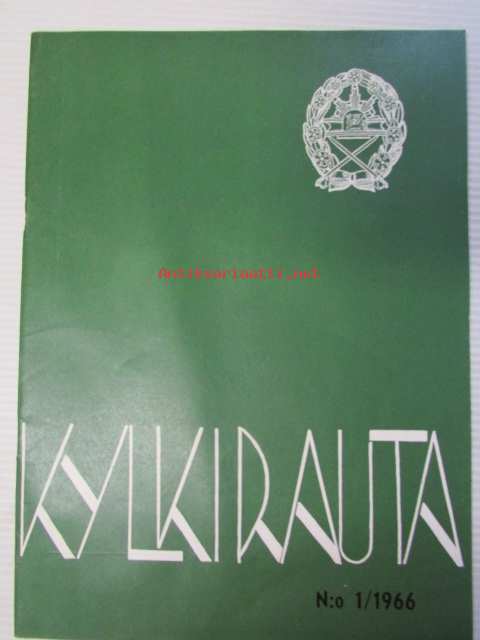 Antikvariaatti.net
KYLKIRAUTA
N:o 1/1966